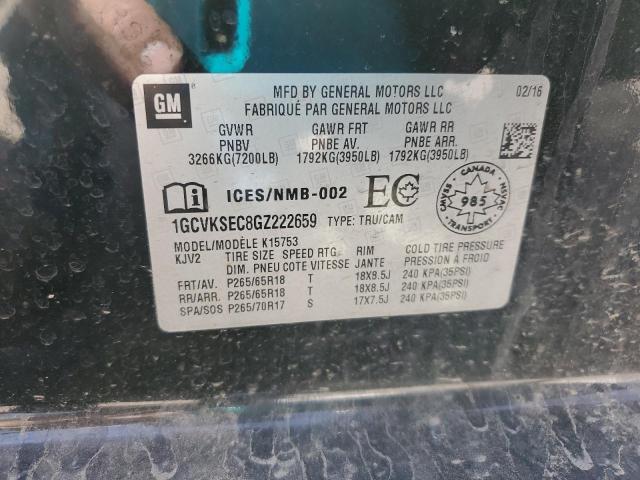 GM
MFD BY GENERAL MOTORS LLC 02/16
FABRIQUÉ PAR GENERAL MOTORS LLC
GVWR GAWR FRT GAWR RR
PNBV PNBE AV. PNBE ARR.
3266KG(7200LB) 1792KG(3950LB) 1792KG(3950LB)
ICES/NMB-002 EC
CANADA
CMVSS NSVAC
985
TRANSPORT
1GCVKSEC8GZ222659 TYPE: TRU/CAM
MODEL/MODÈLE K15753
KJV2 TIRE SIZE SPEED RTG RIM COLD TIRE PRESSURE
DIM. PNEU COTE VITESSE JANTE PRESSION À FROID
FRT/AV. P265/65R18 T 18X8.5J 240 KPA(35PSI)
RR/ARR. P265/65R18 T 18X8.5J 240 KPA(35PSI)
SPA/SOS P265/70R17 S 17X7.5J 240 KPA(35PSI)